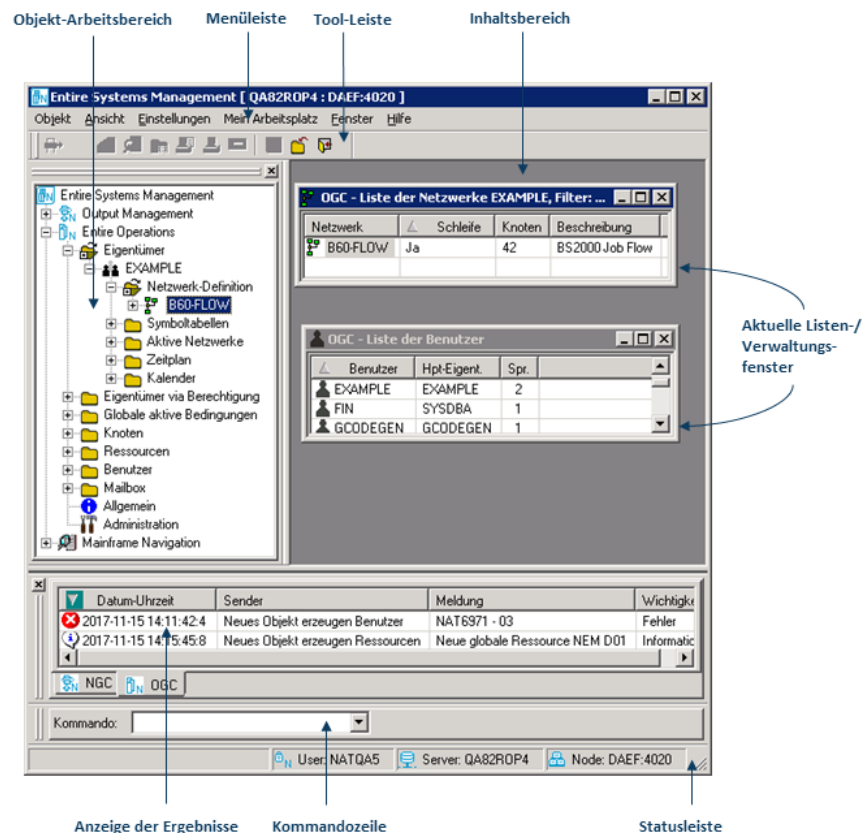 Objekt-Arbeitsbereich Menüleiste Tool-Leiste Inhaltsbereich
Entire Systems Management [ QA82ROP4 : DAEF:4020 ]
Objekt Ansicht Einstellungen Mein Arbeitsplatz Fenster Hilfe
Entire Systems Management
Output Management
Entire Operations
Eigentümer
EXAMPLE
Netzwerk-Definition
B60-FLOW
Symboltabellen
Aktive Netzwerke
Zeitplan
Kalender
Eigentümer via Berechtigung
Globale aktive Bedingungen
Knoten
Ressourcen
Benutzer
Mailbox
Allgemein
Administration
Mainframe Navigation
OGC - Liste der Netzwerke EXAMPLE, Filter: ...
Netzwerk Schleife Knoten Beschreibung
B60-FLOW Ja 42 BS2000 Job Flow
OGC - Liste der Benutzer
Benutzer Hpt-Eigent. Spr.
EXAMPLE EXAMPLE 2
FIN SYSDBA 1
GCODEGEN GCODEGEN 1
Aktuelle Listen-/
Verwaltungs-
fenster
Datum-Uhrzeit Sender Meldung Wichtigke
2017-11-15 14:11:42:4 Neues Objekt erzeugen Benutzer NAT6971 - 03 Fehler
2017-11-15 14:15:45:8 Neues Objekt erzeugen Ressourcen Neue globale Ressource NEM D01 Informatic
NGC OGC
Kommando:
User: NATQA5 Server: QA82ROP4 Node: DAEF:4020
Anzeige der Ergebnisse Kommandozeile Statusleiste